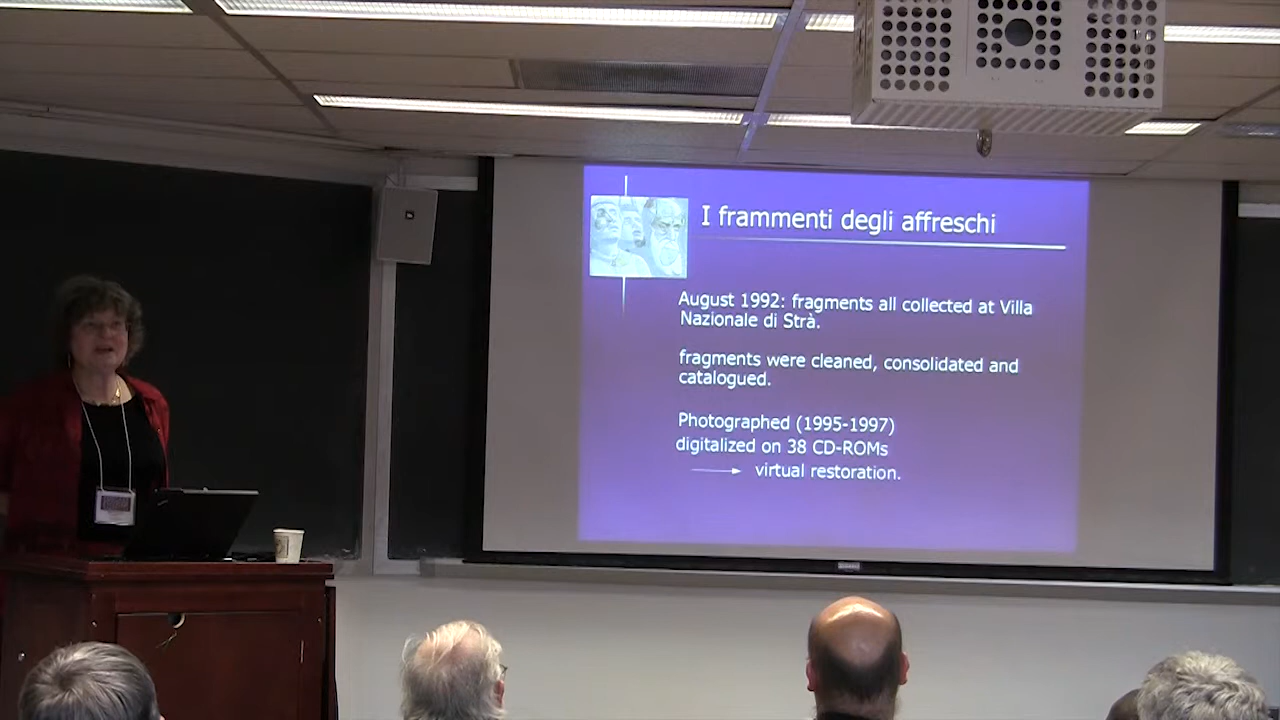 I frammenti degli affreschi
August 1992: fragments all collected at Villa
Nazionale di Strà.
fragments were cleaned, consolidated and
catalogued.
Photographed (1995-1997)
digitalized on 38 CD-ROMs
virtual restoration.